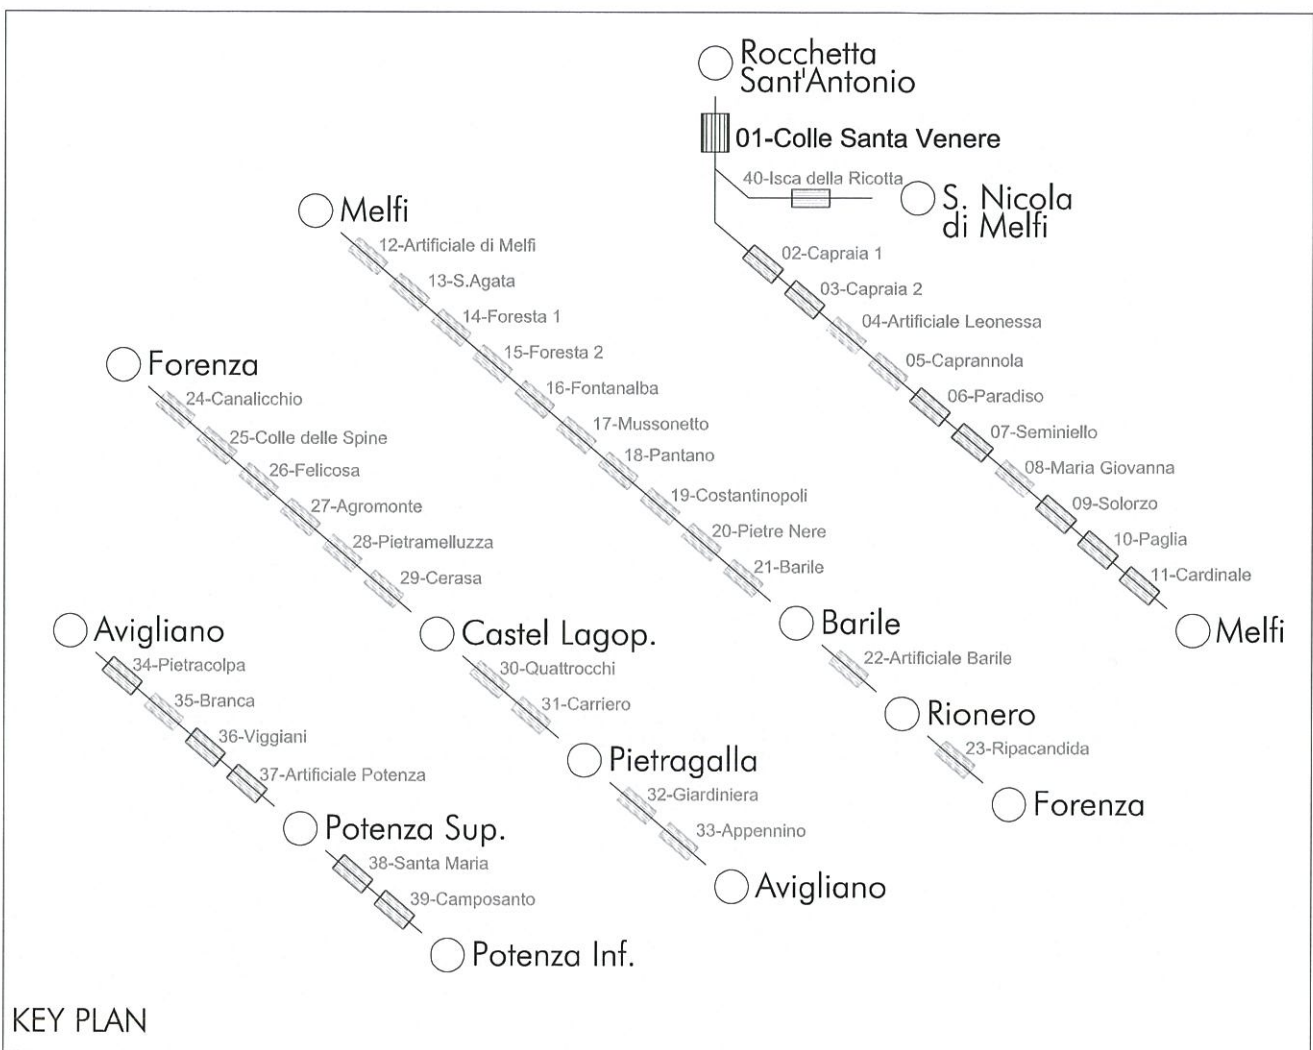 Rocchetta
Sant'Antonio
01-Colle Santa Venere
40-Isca della Ricotta
S. Nicola
di Melfi
02-Capraia 1
03-Capraia 2
04-Artificiale Leonessa
05-Caprannola
06-Paradiso
07-Seminiello
08-Maria Giovanna
09-Solorzo
10-Paglia
11-Cardinale
Melfi
Melfi
12-Artificiale di Melfi
13-S.Agata
14-Foresta 1
15-Foresta 2
16-Fontanalba
17-Mussonetto
18-Pantano
19-Costantinopoli
20-Pietre Nere
21-Barile
Barile
22-Artificiale Barile
Rionero
23-Ripacandida
Forenza
Forenza
24-Canalicchio
25-Colle delle Spine
26-Felicosa
27-Agromonte
28-Pietramelluzza
29-Cerasa
Castel Lagop.
30-Quattrocchi
31-Carriero
Pietragalla
32-Giardiniera
33-Appennino
Avigliano
Avigliano
34-Pietracolpa
35-Branca
36-Viggiani
37-Artificiale Potenza
Potenza Sup.
38-Santa Maria
39-Camposanto
Potenza Inf.
KEY PLAN